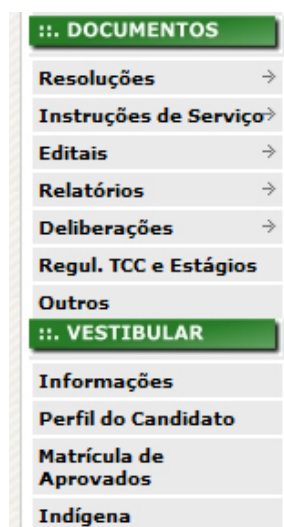 ::. DOCUMENTOS
Resoluções
Instruções de Serviço
Editais
Relatórios
Deliberações
Regul. TCC e Estágios
Outros
::. VESTIBULAR
Informações
Perfil do Candidato
Matrícula de
Aprovados
Indígena